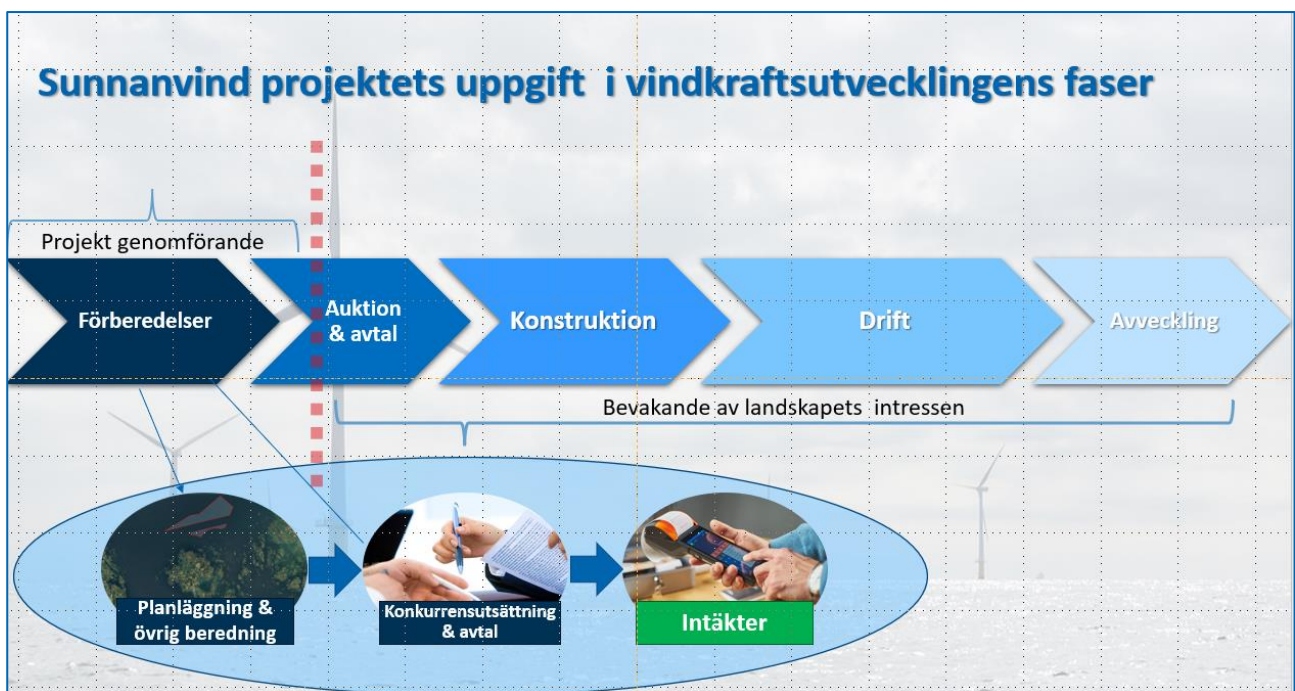 Sunnanvind projektets uppgift i vindkraftsutvecklingens faser
Projekt genomförande
Förberedelser
Auktion
& avtal
Konstruktion
Drift
Avveckling
Bevakande av landskapets intressen
Planläggning &
övrig beredning
Konkurrensutsättning
& avtal
Intäkter